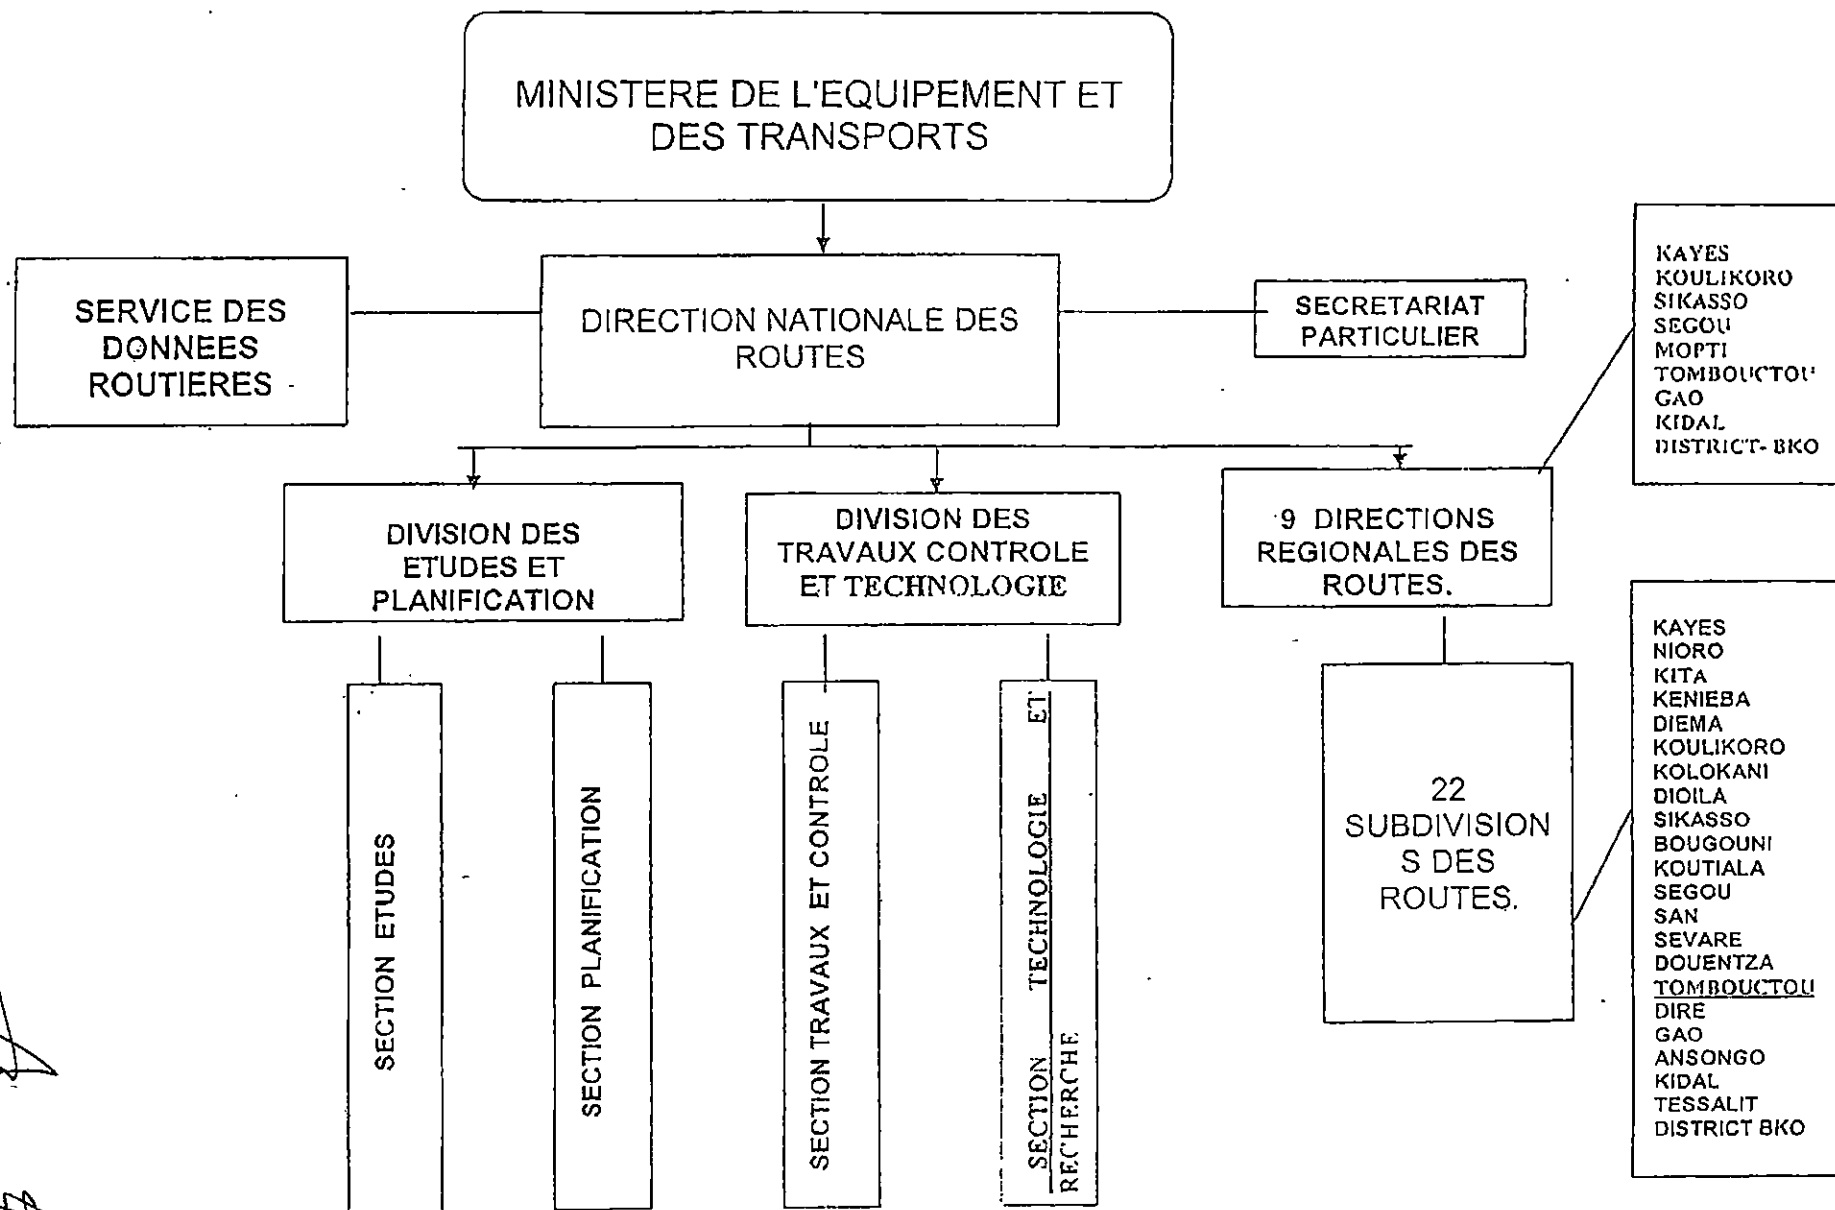 MINISTERE DE L'EQUIPEMENT ET
DES TRANSPORTS
SERVICE DES
DONNEES
ROUTIERES
DIRECTION NATIONALE DES
ROUTES
SECRETARIAT
PARTICULIER
KAYES
KOULIKORO
SIKASSO
SEGOU
MOPTI
TOMBOUCTOU
GAO
KIDAL
DISTRICT- BKO
DIVISION DES
ETUDES ET
PLANIFICATION
DIVISION DES
TRAVAUX CONTROLE
ET TECHNOLOGIE
9 DIRECTIONS
REGIONALES DES
ROUTES.
SECTION ETUDES
SECTION PLANIFICATION
SECTION TRAVAUX ET CONTROLE
SECTION TECHNOLOGIE ET
RECHERCHE
22
SUBDIVISION
S DES
ROUTES.
KAYES
NIORO
KITA
KENIEBA
DIEMA
KOULIKORO
KOLOKANI
DIOILA
SIKASSO
BOUGOUNI
KOUTIALA
SEGOU
SAN
SEVARE
DOUENTZA
TOMBOUCTOU
DIRE
GAO
ANSONGO
KIDAL
TESSALIT
DISTRICT BKO